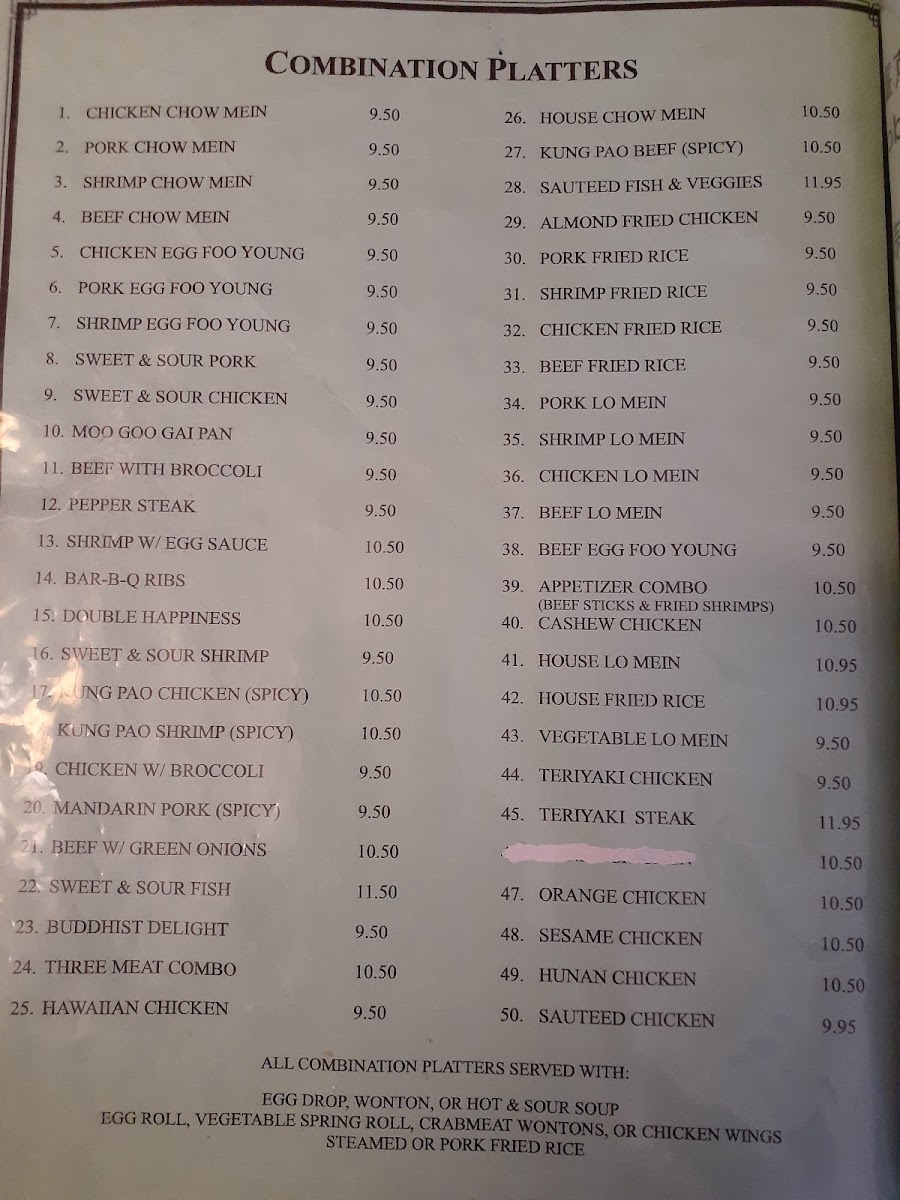 COMBINATION PLATTERS
1. CHICKEN CHOW MEIN 9.50
2. PORK CHOW MEIN 9.50
3. SHRIMP CHOW MEIN 9.50
4. BEEF CHOW MEIN 9.50
5. CHICKEN EGG FOO YOUNG 9.50
6. PORK EGG FOO YOUNG 9.50
7. SHRIMP EGG FOO YOUNG 9.50
8. SWEET & SOUR PORK 9.50
9. SWEET & SOUR CHICKEN 9.50
10. MOO GOO GAI PAN 9.50
11. BEEF WITH BROCCOLI 9.50
12. PEPPER STEAK 9.50
13. SHRIMP W/ EGG SAUCE 10.50
14. BAR-B-Q RIBS 10.50
15. DOUBLE HAPPINESS 10.50
16. SWEET & SOUR SHRIMP 9.50
17. KUNG PAO CHICKEN (SPICY) 10.50
KUNG PAO SHRIMP (SPICY) 10.50
9. CHICKEN W/ BROCCOLI 9.50
20. MANDARIN PORK (SPICY) 9.50
21. BEEF W/ GREEN ONIONS 10.50
22. SWEET & SOUR FISH 11.50
23. BUDDHIST DELIGHT 9.50
24. THREE MEAT COMBO 10.50
25. HAWAIIAN CHICKEN 9.50
26. HOUSE CHOW MEIN 10.50
27. KUNG PAO BEEF (SPICY) 10.50
28. SAUTEED FISH & VEGGIES 11.95
29. ALMOND FRIED CHICKEN 9.50
30. PORK FRIED RICE 9.50
31. SHRIMP FRIED RICE 9.50
32. CHICKEN FRIED RICE 9.50
33. BEEF FRIED RICE 9.50
34. PORK LO MEIN 9.50
35. SHRIMP LO MEIN 9.50
36. CHICKEN LO MEIN 9.50
37. BEEF LO MEIN 9.50
38. BEEF EGG FOO YOUNG 9.50
39. APPETIZER COMBO 10.50
(BEEF STICKS & FRIED SHRIMPS)
40. CASHEW CHICKEN 10.50
41. HOUSE LO MEIN 10.95
42. HOUSE FRIED RICE 10.95
43. VEGETABLE LO MEIN 9.50
44. TERIYAKI CHICKEN 9.50
45. TERIYAKI STEAK 11.95
10.50
47. ORANGE CHICKEN 10.50
48. SESAME CHICKEN 10.50
49. HUNAN CHICKEN 10.50
50. SAUTEED CHICKEN 9.95
ALL COMBINATION PLATTERS SERVED WITH:
EGG DROP, WONTON, OR HOT & SOUR SOUP
EGG ROLL, VEGETABLE SPRING ROLL, CRABMEAT WONTONS, OR CHICKEN WINGS
STEAMED OR PORK FRIED RICE